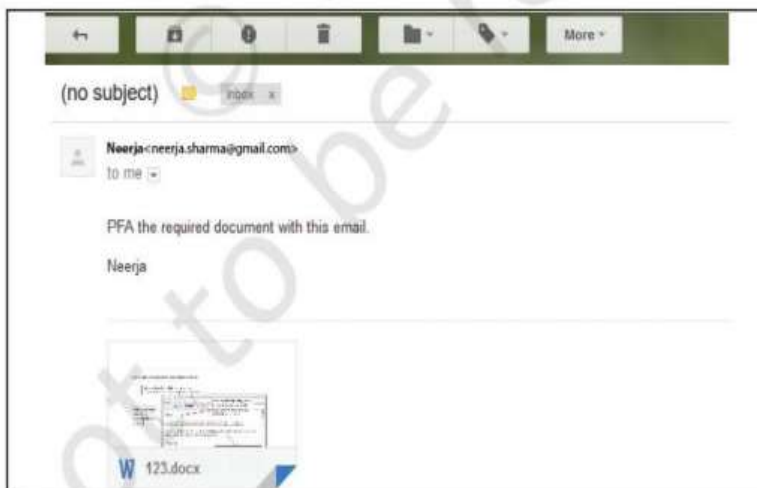 More
(no subject) Inbox x
Neerja<neerja.sharma@gmail.com>
to me
PFA the required document with this email.
Neerja
W 123.docx